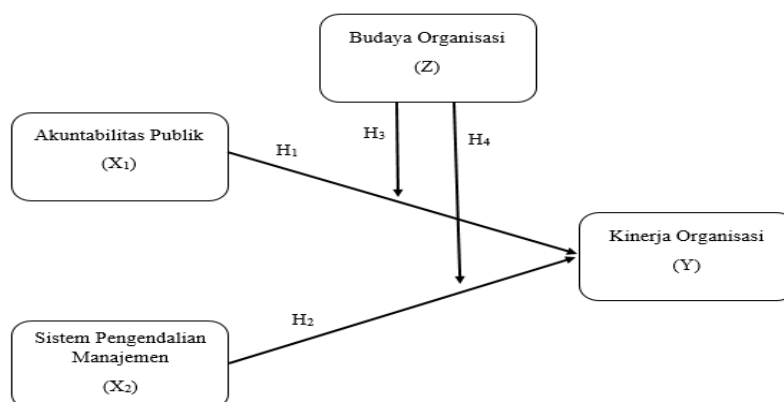 Budaya Organisasi
(Z)
Akuntabilitas Publik
(X₁)
H₁
H₃
H₄
Kinerja Organisasi
(Y)
H₂
Sistem Pengendalian
Manajemen
(X₂)